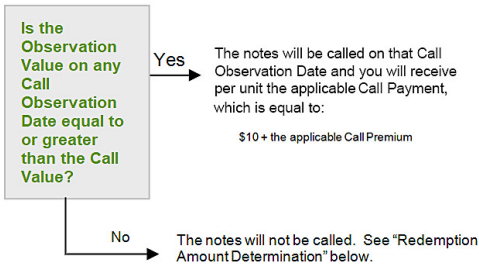 Is the
Observation
Value on any
Call
Observation
Date equal to
or greater
than the Call
Value?
Yes
The notes will be called on that Call
Observation Date and you will receive
per unit the applicable Call Payment,
which is equal to:
$10 + the applicable Call Premium
No
The notes will not be called. See “Redemption
Amount Determination” below.